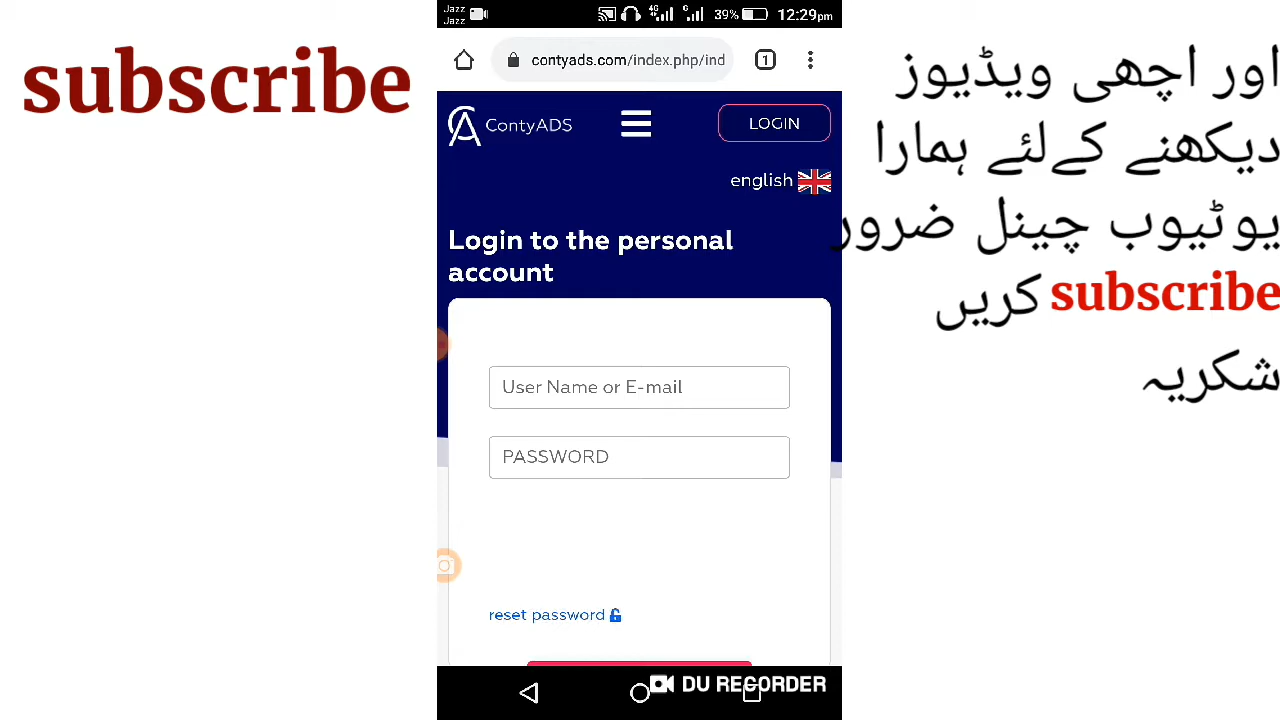 subscribe
Jazz
Jazz
4G
G
39%
12:29pm
contyads.com/index.php/ind
1
ContyADS
LOGIN
english
Login to the personal
account
User Name or E-mail
PASSWORD
reset password
DU RECORDER
اور اچھی ویڈیوز
دیکھنے کےلئے ہمارا
یوٹیوب چینل ضرور
subscribe کریں
شکریہ